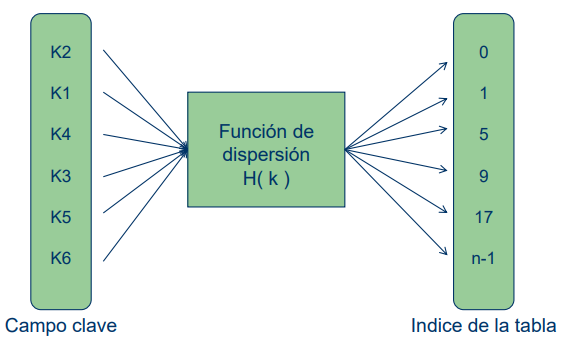 K2
K1
K4
K3
K5
K6
Campo clave
Función de
dispersión
H( k )
0
1
5
9
17
n-1
Indice de la tabla